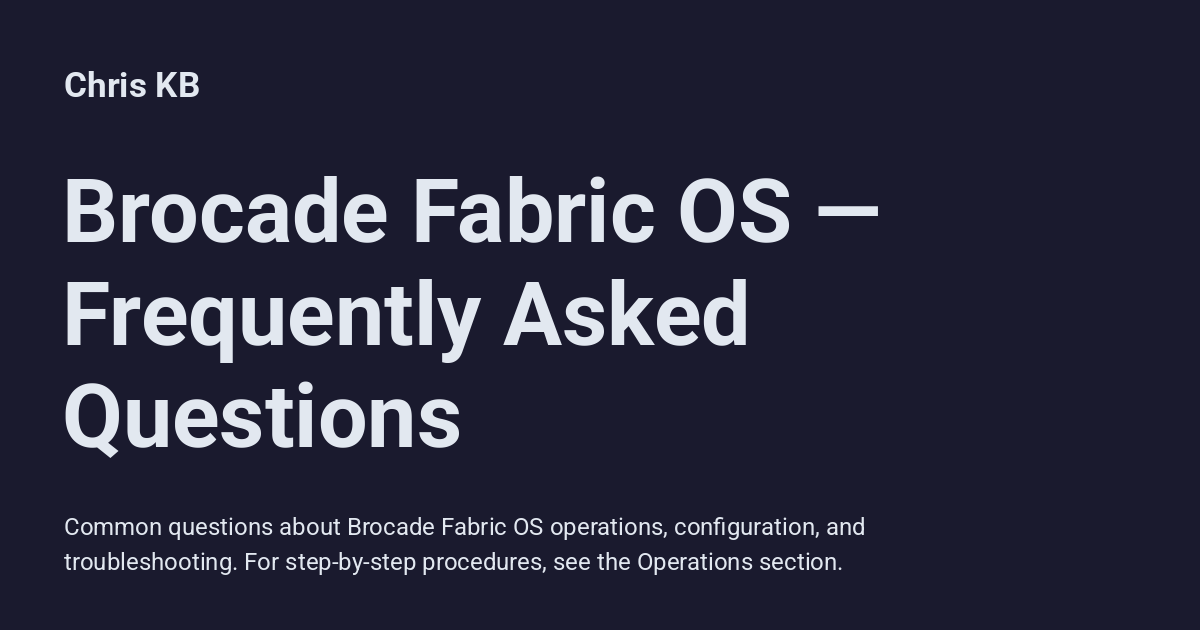 Chris KB
Brocade Fabric OS —
Frequently Asked
Questions
Common questions about Brocade Fabric OS operations, configuration, and
troubleshooting. For step-by-step procedures, see the Operations section.